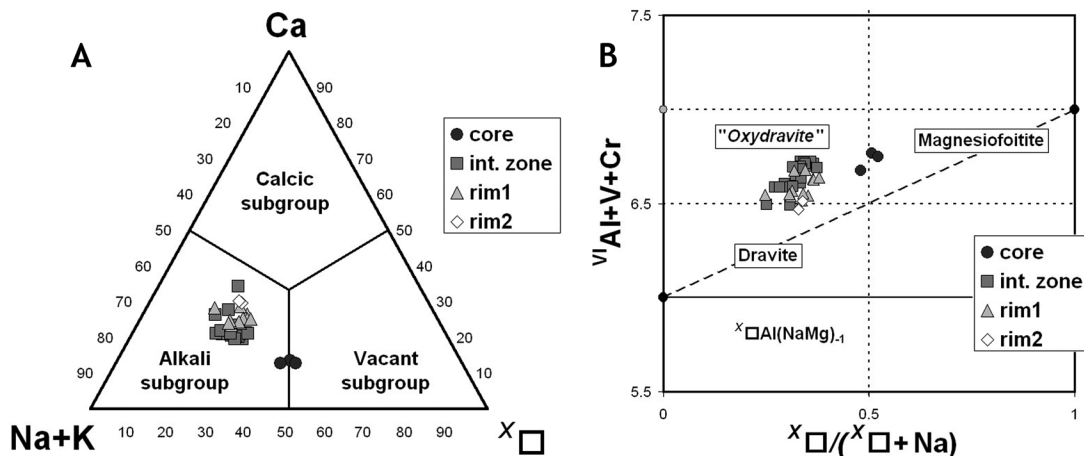 A
Ca
10
20
30
40
50
60
70
80
90
90
80
70
60
50
40
30
20
10
Calcic
subgroup
Alkali
subgroup
Vacant
subgroup
core
int. zone
rim1
rim2
Na+K
10
20
30
40
50
60
70
80
90
X□
B
7.5
6.5
5.5
VIAl+V+Cr
"Oxydravite"
Magnesiofoitite
Dravite
X□Al(NaMg)-1
core
int. zone
rim1
rim2
0
0.5
1
X□/(X□+Na)